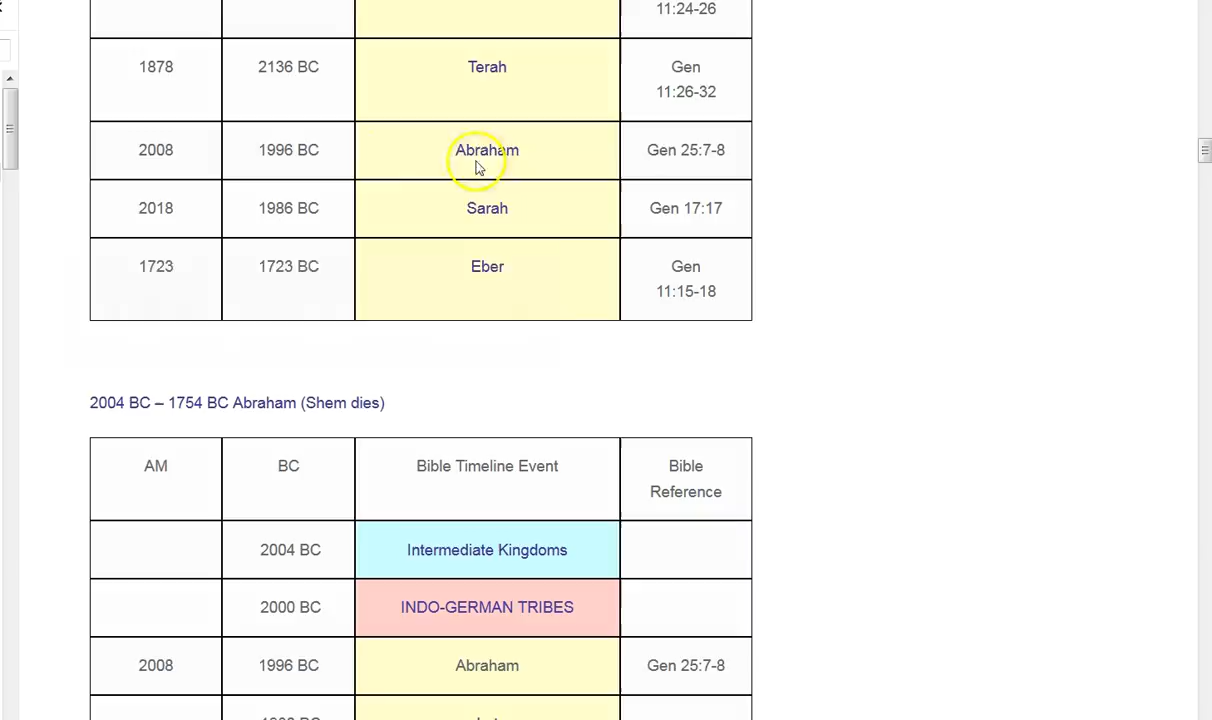 11:24-26
1878 2136 BC Terah Gen
11:26-32
2008 1996 BC Abraham Gen 25:7-8
2018 1986 BC Sarah Gen 17:17
1723 1723 BC Eber Gen
11:15-18
2004 BC – 1754 BC Abraham (Shem dies)
AM BC Bible Timeline Event Bible
Reference
2004 BC Intermediate Kingdoms
2000 BC INDO-GERMAN TRIBES
2008 1996 BC Abraham Gen 25:7-8